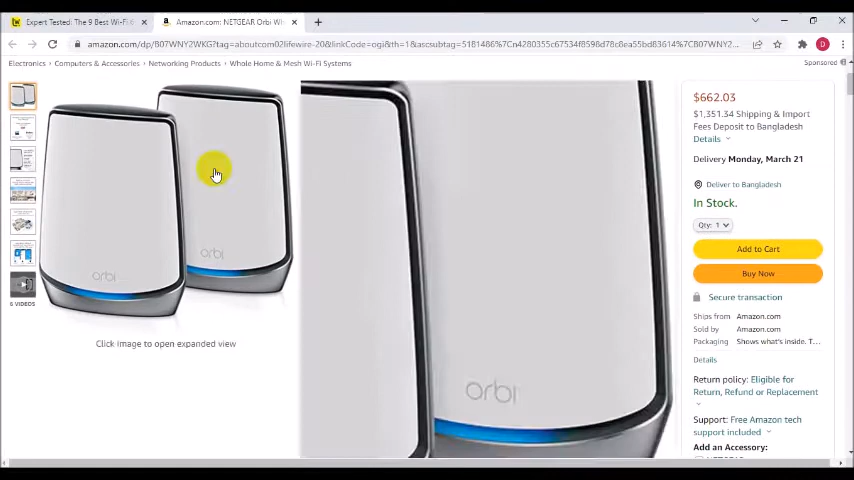 Expert Tested: The 9 Best Wi-Fi
Amazon.com: NETGEAR Orbi Wh
amazon.com/dp/B07WNY2WKG?tag=aboutcom02lifewire-20&linkCode=ogi&th=1&ascsubtag=
D
Electronics › Computers & Accessories › Networking Products › Whole Home & Mesh Wi-Fi Systems
Sponsored
orbi
orbi
orbi
6 VIDEOS
Click image to open expanded view
$662.03
$1,351.34 Shipping & Import
Fees Deposit to Bangladesh
Details
Delivery Monday, March 21
Deliver to Bangladesh
In Stock.
Qty: 1
Add to Cart
Buy Now
Secure transaction
Ships from Amazon.com
Sold by Amazon.com
Packaging Shows what's inside. T...
Details
Return policy: Eligible for
Return, Refund or Replacement
Support: Free Amazon tech
support included
Add an Accessory: